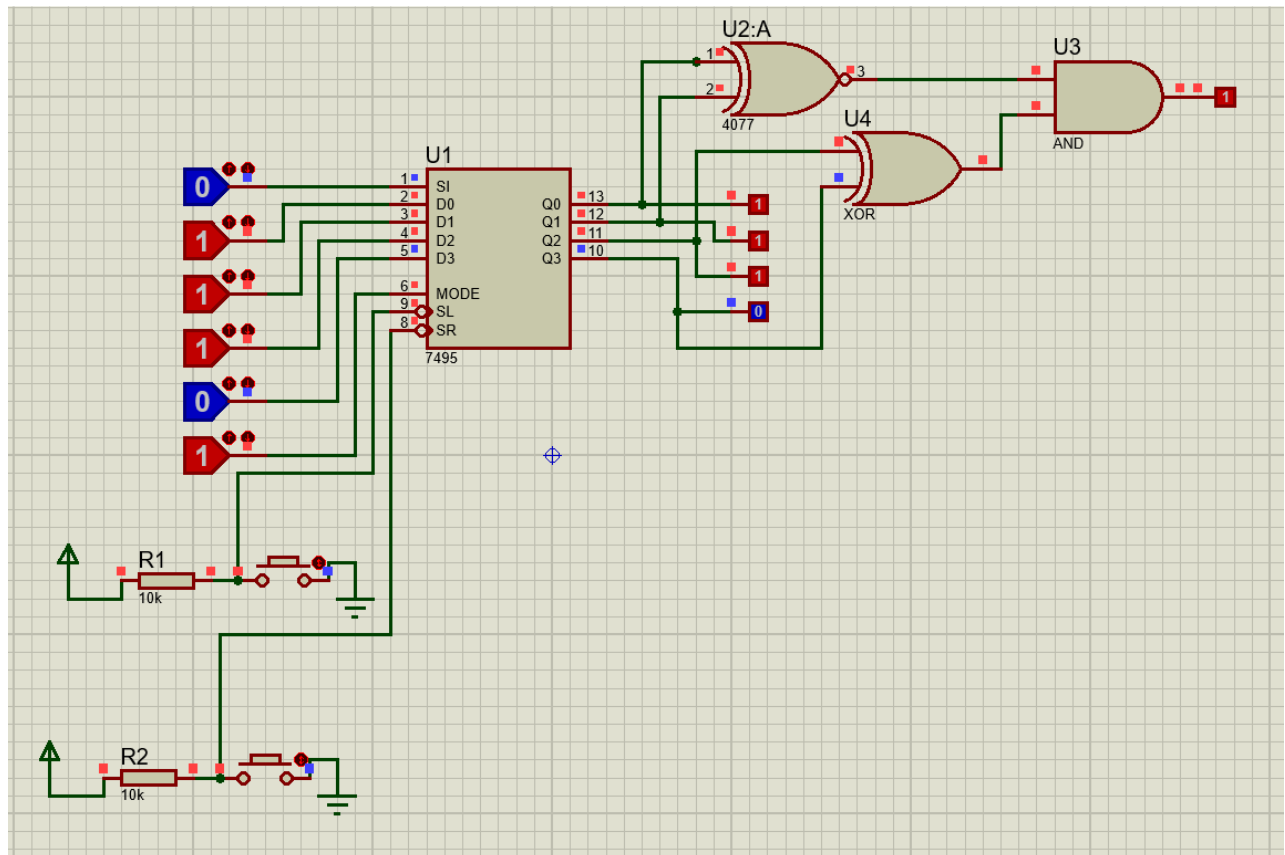 U2:A
1
2
3
4077
U3
1
AND
U4
XOR
U1
0
1 SI
1
2 D0
3 D1
1
4 D2
5 D3
1
0
6 MODE
9 SL
8 SR
1
7495
Q0 13
Q1 12
Q2 11
Q3 10
1
1
1
0
R1
10k
R2
10k